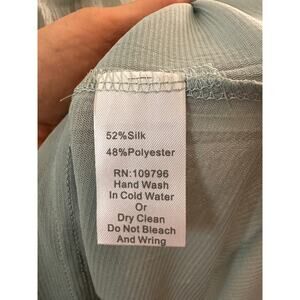 52%Silk
48%Polyester
RN:109796
Hand Wash
In Cold Water
Or
Dry Clean
Do Not Bleach
And Wring